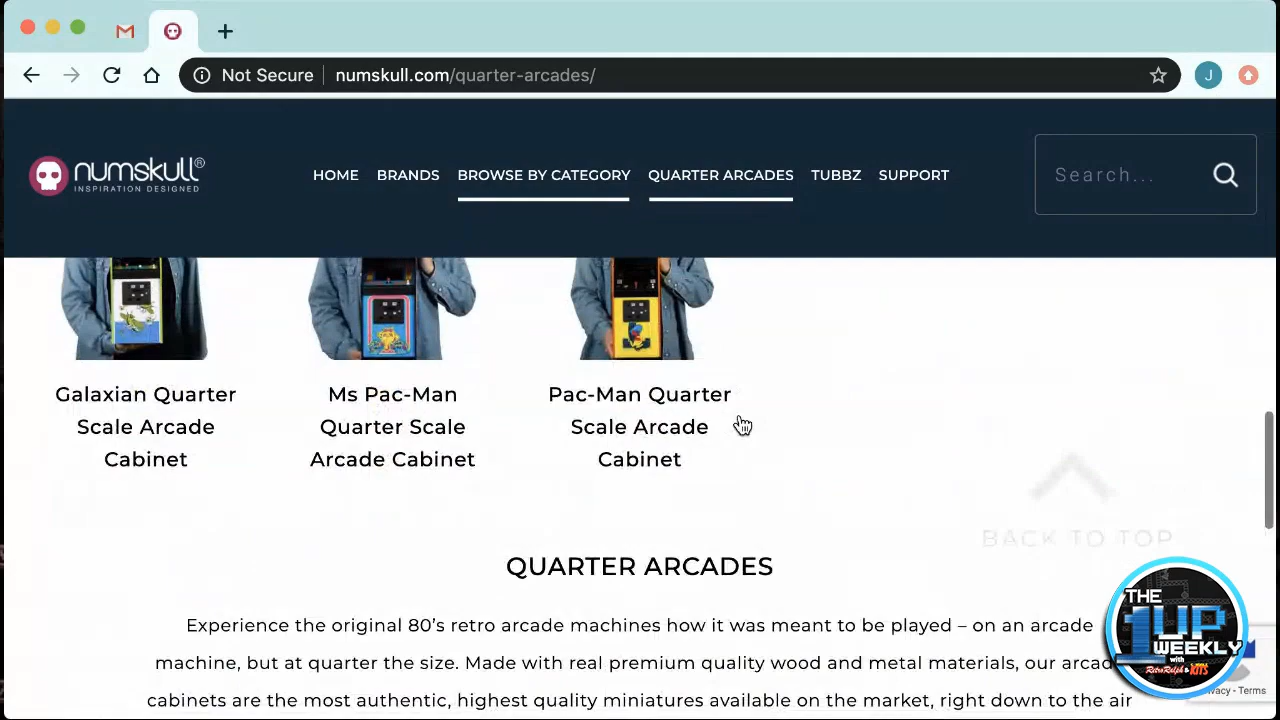 Not Secure numskull.com/quarter-arcades/
J
numskull®
INSPIRATION DESIGNED
HOME BRANDS BROWSE BY CATEGORY QUARTER ARCADES TUBBZ SUPPORT
Search...
Galaxian Quarter
Scale Arcade
Cabinet
Ms Pac-Man
Quarter Scale
Arcade Cabinet
Pac-Man Quarter
Scale Arcade
Cabinet
BACK TO TOP
QUARTER ARCADES
Experience the original 80's retro arcade machines how it was meant to be played – on an arcade
machine, but at quarter the size. Made with real premium quality wood and metal materials, our
cabinets are the most authentic, highest quality miniatures available on the market, right down to the air
THE
1UP
WEEKLY
with
RetroRalph & KITS
- Terms